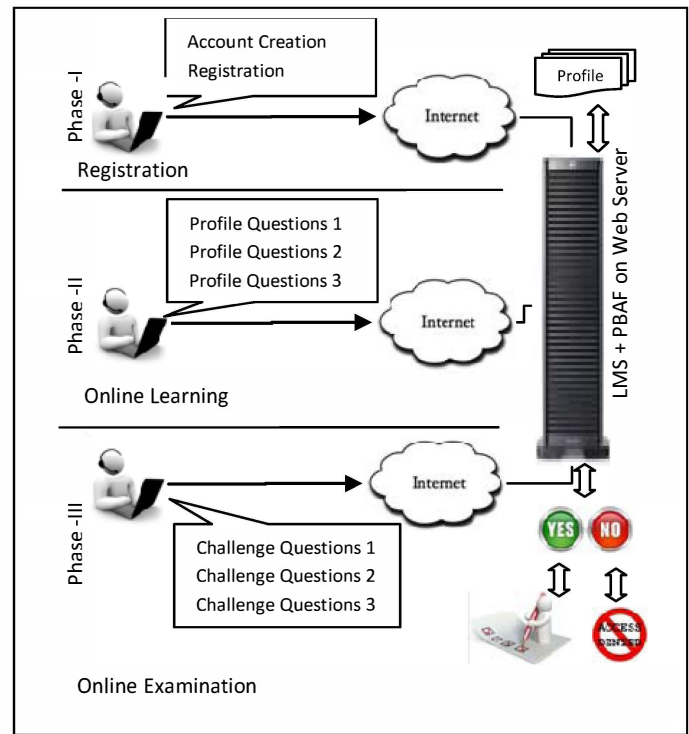 Phase -I
Account Creation
Registration
Internet
Profile
Registration
LMS + PBAF on Web Server
Phase-II
Profile Questions 1
Profile Questions 2
Profile Questions 3
Internet
Online Learning
Phase -III
Internet
Challenge Questions 1
Challenge Questions 2
Challenge Questions 3
YES
NO
ACCESS
DENIED
Online Examination